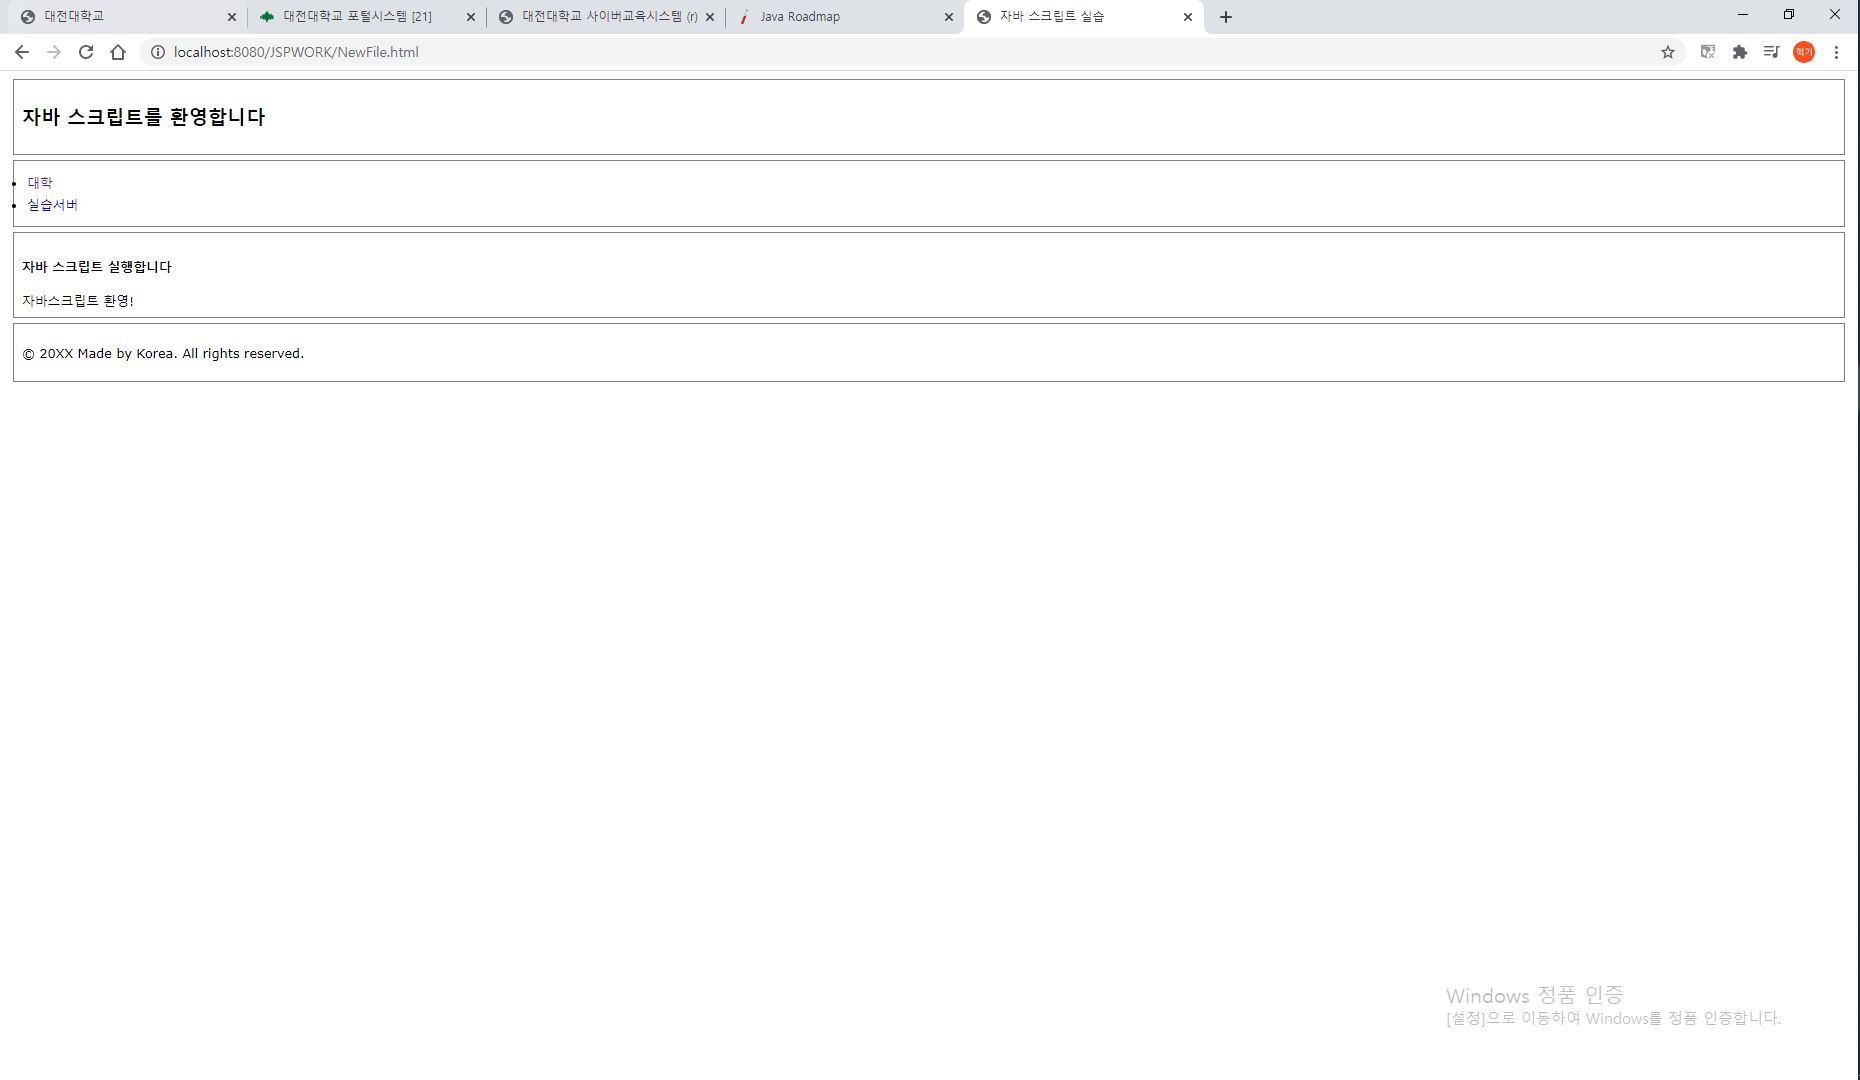 대전대학교
대전대학교 포털시스템 [21]
대전대학교 사이버교육시스템 (r)
Java Roadmap
자바 스크립트 실습
localhost:8080/JSPWORK/NewFile.html
혁기
자바 스크립트를 환영합니다
대학
실습서버
자바 스크립트 실행합니다
자바스크립트 환영!
© 20XX Made by Korea. All rights reserved.
Windows 정품 인증
[설정]으로 이동하여 Windows를 정품 인증합니다.